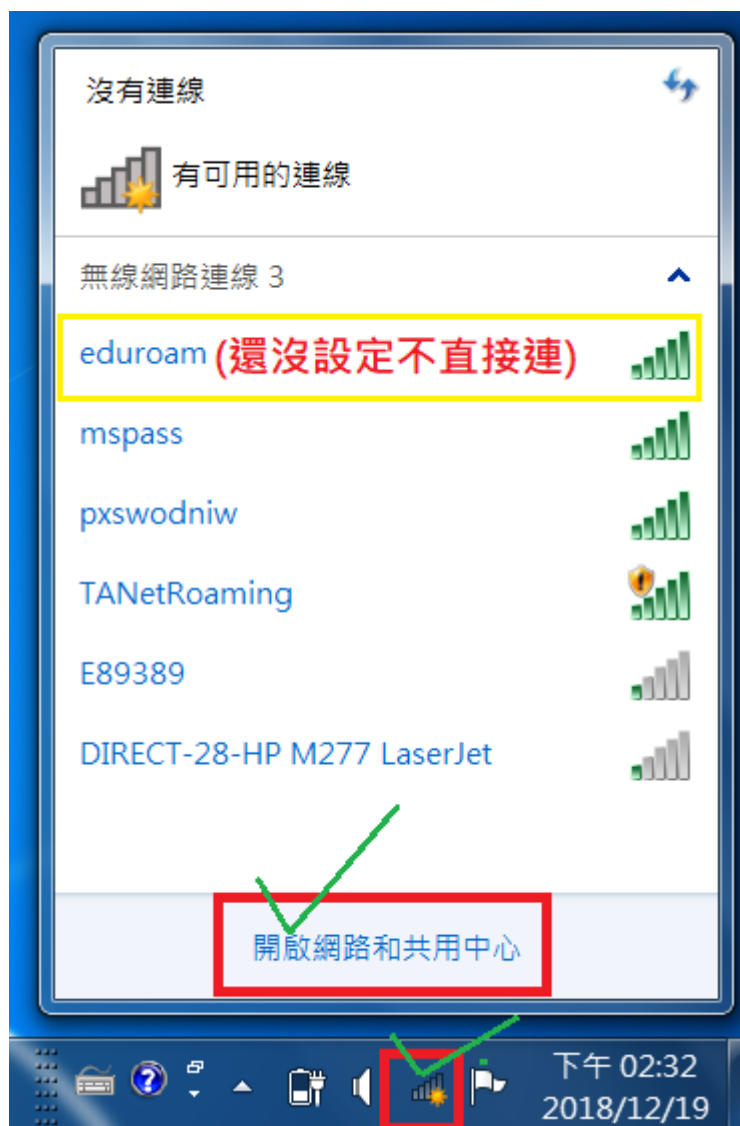 沒有連線
有可用的連線
無線網路連線 3
eduroam (還沒設定不直接連)
mspass
pxswodniw
TANetRoaming
E89389
DIRECT-28-HP M277 LaserJet
開啟網路和共用中心
下午 02:32
2018/12/19